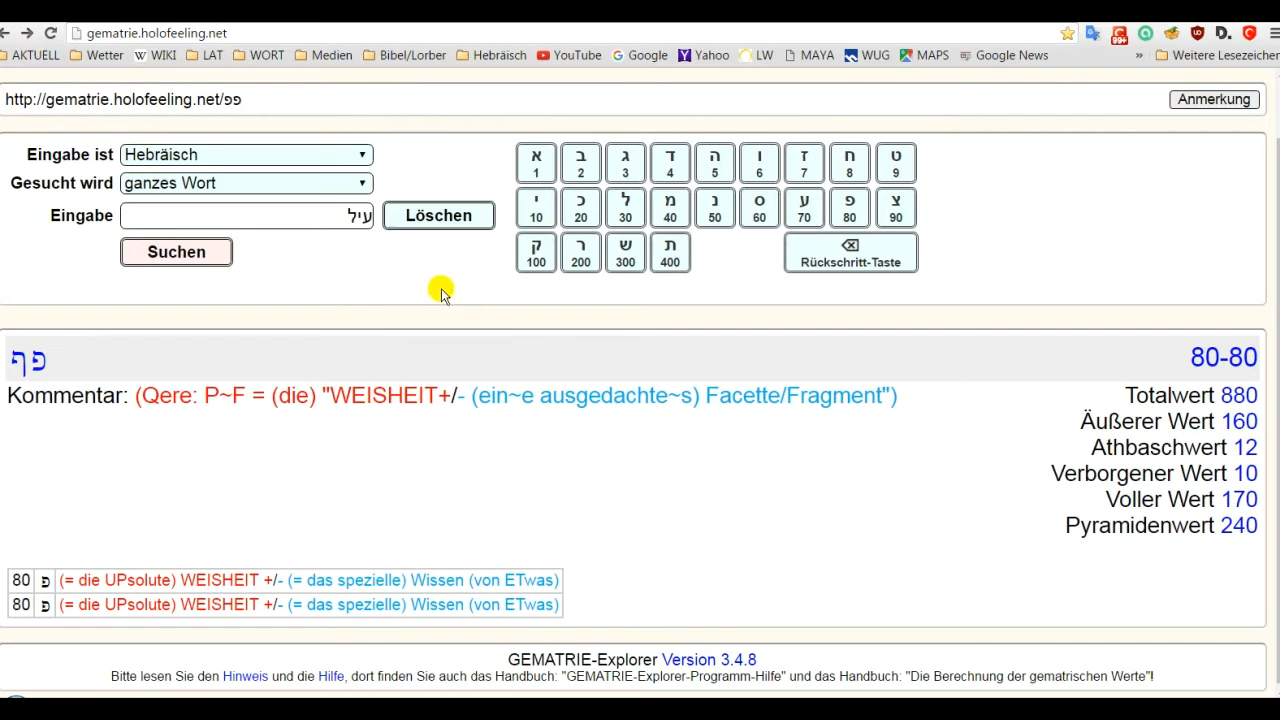 gematrie.holofeeling.net
AKTUELL Wetter WIKI LAT WORT Medien Bibel/Lorber Hebräisch YouTube Google Yahoo LW MAYA WUG MAPS Google News » Weitere Lesezeichen
http://gematrie.holofeeling.net/פפ Anmerkung
Eingabe ist Hebräisch
Gesucht wird ganzes Wort
Eingabe עיל Löschen
Suchen
א ב ג ד ה ו ז ח ט
1 2 3 4 5 6 7 8 9
י כ ל מ נ ס ע פ צ
10 20 30 40 50 60 70 80 90
ק ר ש ת
100 200 300 400 Rückschritt-Taste
פף 80-80
Kommentar: (Qere: P~F = (die) "WEISHEIT+/- (ein~e ausgedachte~s) Facette/Fragment")
Totalwert 880
Äußerer Wert 160
Athbaschwert 12
Verborgener Wert 10
Voller Wert 170
Pyramidenwert 240
80 פ (= die UPsolute) WEISHEIT +/- (= das spezielle) Wissen (von ETwas)
80 פ (= die UPsolute) WEISHEIT +/- (= das spezielle) Wissen (von ETwas)
GEMATRIE-Explorer Version 3.4.8
Bitte lesen Sie den Hinweis und die Hilfe, dort finden Sie auch das Handbuch: "GEMATRIE-Explorer-Programm-Hilfe" und das Handbuch: "Die Berechnung der gematrischen Werte"!